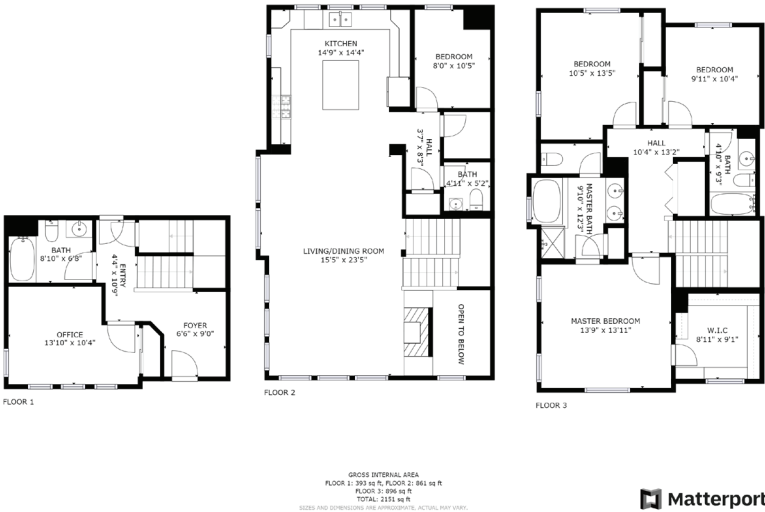 KITCHEN
14'9" x 14'4"
BEDROOM
8'0" x 10'5"
HALL
3'7" x 8'3"
BATH
4'11" x 5'2"
LIVING/DINING ROOM
15'5" x 23'5"
OPEN TO BELOW
FLOOR 2
BATH
8'10" x 6'8"
ENTRY
4'4" x 10'9"
OFFICE
13'10" x 10'4"
FOYER
6'6" x 9'0"
FLOOR 1
BEDROOM
10'5" x 13'5"
BEDROOM
9'11" x 10'4"
HALL
10'4" x 13'2"
BATH
4'10" x 9'3"
MASTER BATH
9'10" x 12'3"
MASTER BEDROOM
13'9" x 13'11"
W.I.C
8'11" x 9'1"
FLOOR 3
GROSS INTERNAL AREA
FLOOR 1: 393 sq ft, FLOOR 2: 861 sq ft
FLOOR 3: 896 sq ft
TOTAL: 2151 sq ft
SIZES AND DIMENSIONS ARE APPROXIMATE, ACTUAL MAY VARY.
Matterport